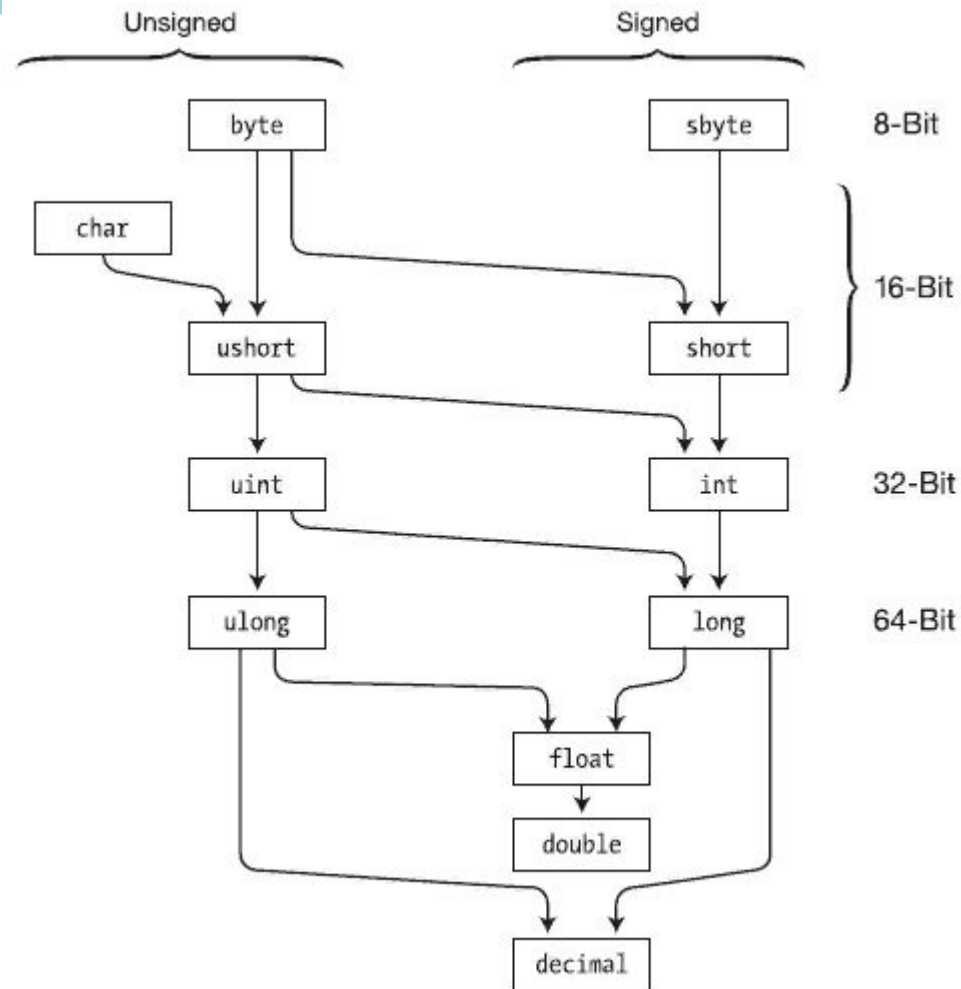 Unsigned
Signed
byte
sbyte
8-Bit
char
16-Bit
ushort
short
uint
int
32-Bit
ulong
long
64-Bit
float
double
decimal